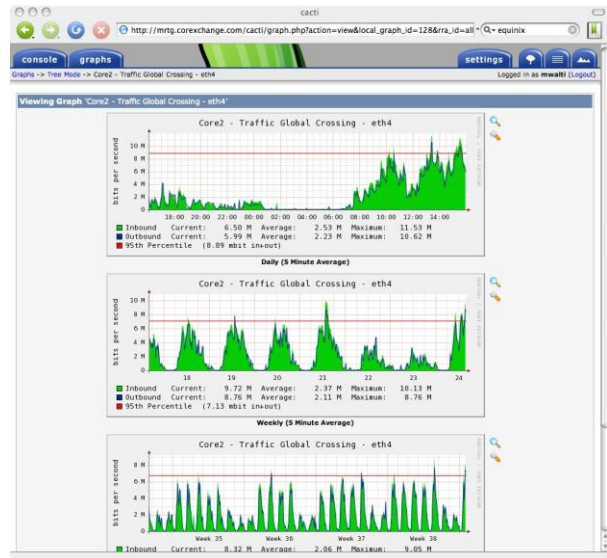 cacti
http://mrtg.corexchange.com/cacti/graph.php?action=view&local_graph_id=128&rra_id=all
equinix
console graphs settings
Graphs -> Tree Mode -> Core2 - Traffic Global Crossing - eth4 Logged in as mwalti (Logout)
Viewing Graph 'Core2 - Traffic Global Crossing - eth4'
Core2 - Traffic Global Crossing - eth4
bits per second
10 M
8 M
6 M
4 M
2 M
0
18:00 20:00 22:00 00:00 02:00 04:00 06:00 08:00 10:00 12:00 14:00
Inbound Current: 6.50 M Average: 2.53 M Maximum: 11.53 M
Outbound Current: 5.99 M Average: 2.23 M Maximum: 10.62 M
95th Percentile (8.89 mbit in+out)
Daily (5 Minute Average)
Core2 - Traffic Global Crossing - eth4
bits per second
10 M
8 M
6 M
4 M
2 M
0
18 19 20 21 22 23 24
Inbound Current: 9.72 M Average: 2.37 M Maximum: 10.13 M
Outbound Current: 8.76 M Average: 2.11 M Maximum: 8.76 M
95th Percentile (7.13 mbit in+out)
Weekly (5 Minute Average)
Core2 - Traffic Global Crossing - eth4
bits per second
8 M
6 M
4 M
2 M
0
Week 35 Week 36 Week 37 Week 38
Inbound Current: 8.32 M Average: 2.06 M Maximum: 9.05 M